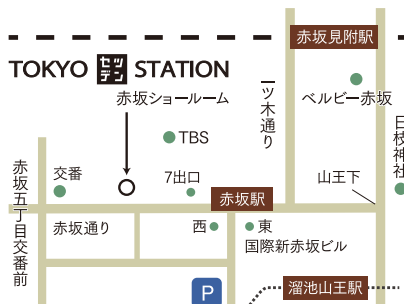 赤坂見附駅
TOKYO セツデン STATION
赤坂ショールーム
ベルビー赤坂
一ツ木通り
TBS
日枝神社
交番
7出口
山王下
赤坂五丁目交番前
赤坂駅
赤坂通り
西
東
国際新赤坂ビル
P
溜池山王駅